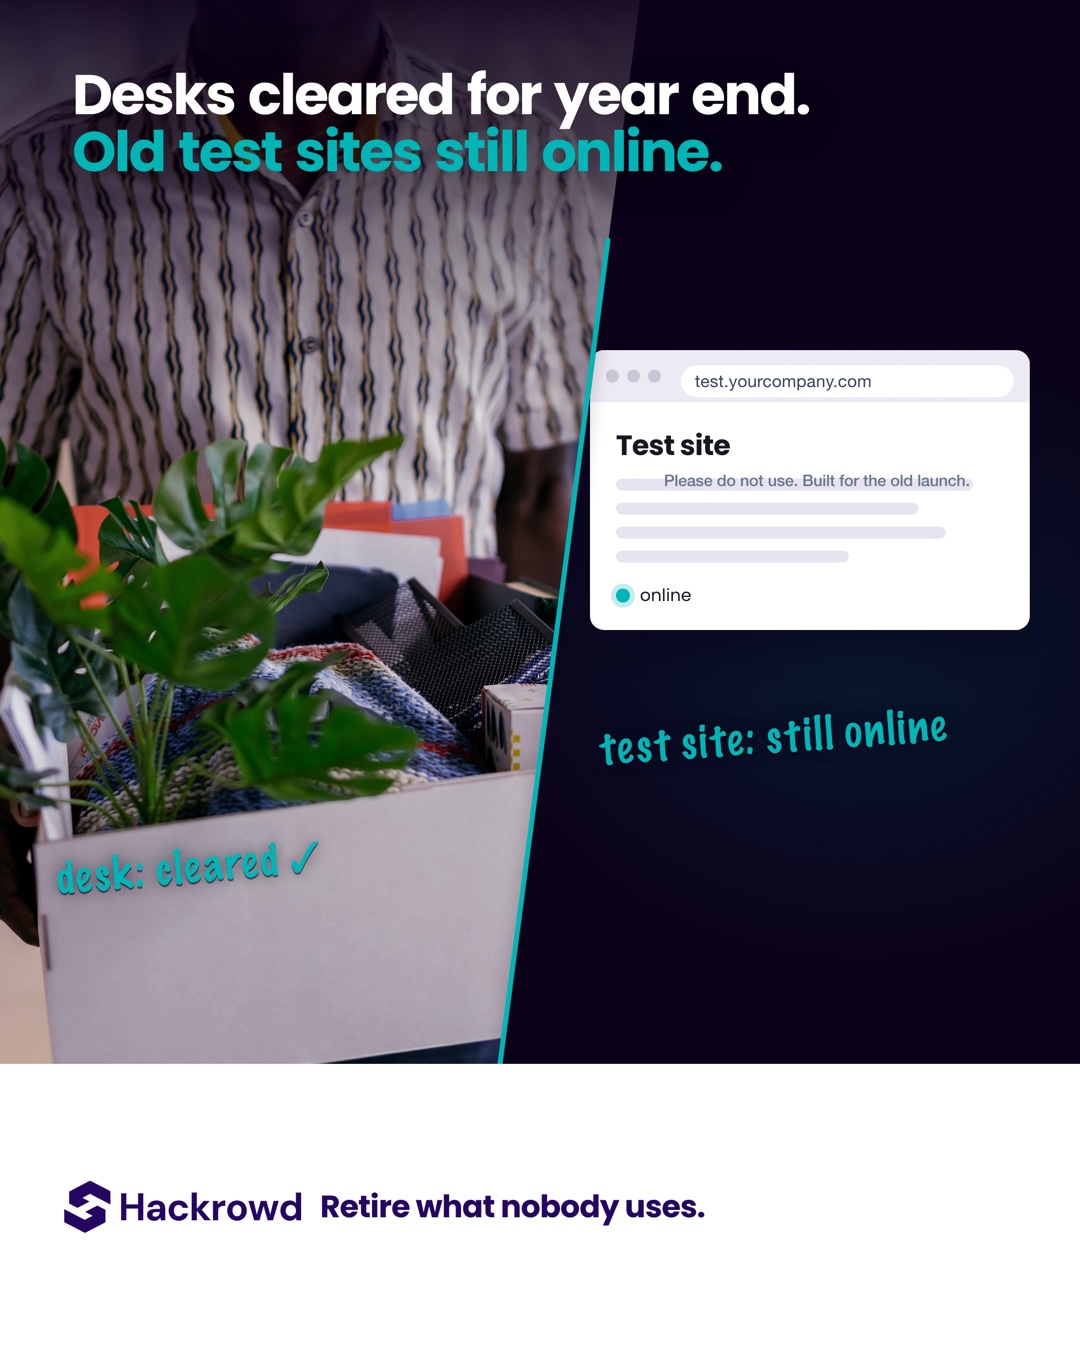 Desks cleared for year end.
Old test sites still online.
test.yourcompany.com
Test site
Please do not use. Built for the old launch.
online
test site: still online
desk: cleared ✓
Hackrowd
Retire what nobody uses.